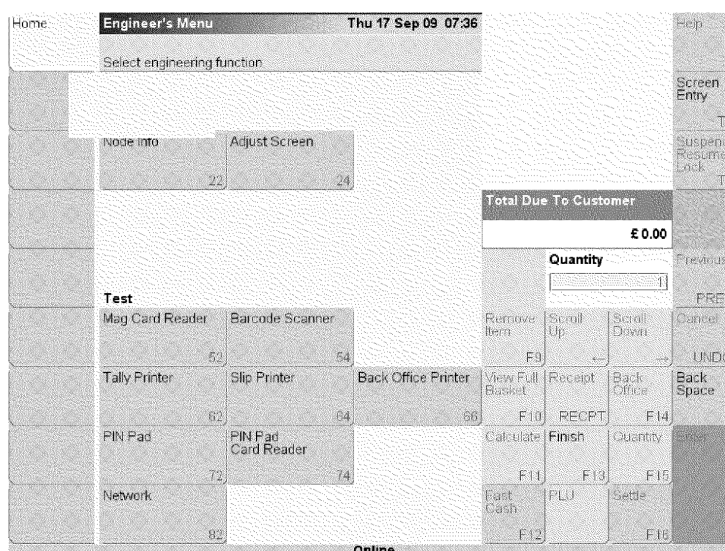 Home
Engineer's Menu
Thu 17 Sep 09 07:36
Help
Select engineering function
Screen
Entry
T
Node Info
22
Adjust Screen
24
Suspend
Resume
Lock
T
Total Due To Customer
£ 0.00
Quantity
1
Previous
PRE
Test
Mag Card Reader
52
Barcode Scanner
54
Remove
Item
F9
Scroll
Up
←
Scroll
Down
→
Cancel
UNDO
Tally Printer
62
Slip Printer
64
Back Office Printer
66
View Full
Basket
F10
Receipt
RECPT
Back
Office
F14
Back
Space
PIN Pad
72
PIN Pad
Card Reader
74
Calculate
F11
Finish
F13
Quantity
F15
Enter
Network
82
Fast
Cash
F12
PLU
Settle
F16
Online